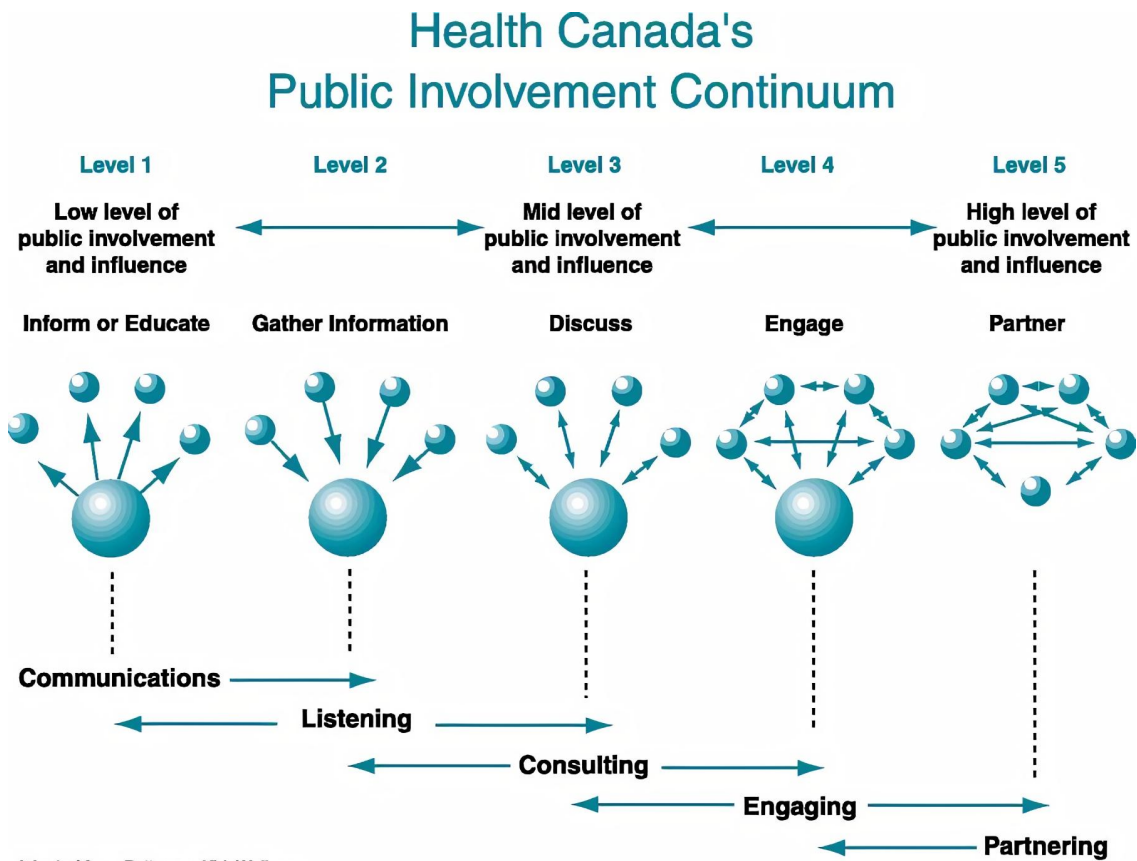 Health Canada's
Public Involvement Continuum
Level 1
Level 2
Level 3
Level 4
Level 5
Low level of
public involvement
and influence
Mid level of
public involvement
and influence
High level of
public involvement
and influence
Inform or Educate
Gather Information
Discuss
Engage
Partner
Communications
Listening
Consulting
Engaging
Partnering